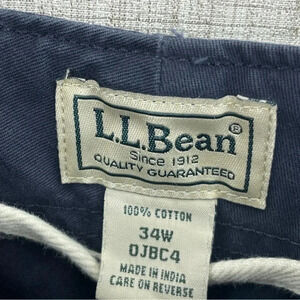 L.L.Bean®
Since 1912
QUALITY GUARANTEED
100% COTTON
34W
0JBC4
MADE IN INDIA
CARE ON REVERSE